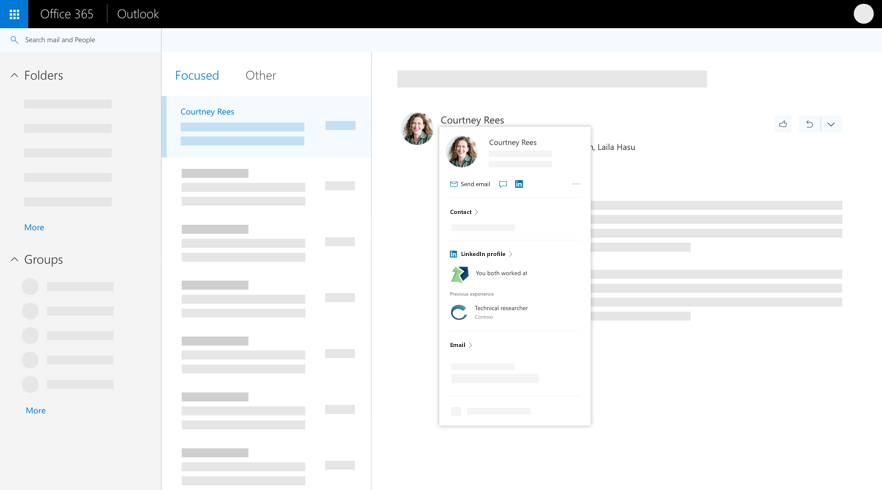 Office 365
Outlook
Search mail and People
Folders
More
Groups
More
Focused
Other
Courtney Rees
Courtney Rees
, Laila Hasu
Courtney Rees
Send email
Contact
LinkedIn profile
You both worked at
Previous experience
Technical researcher
Contoso
Email